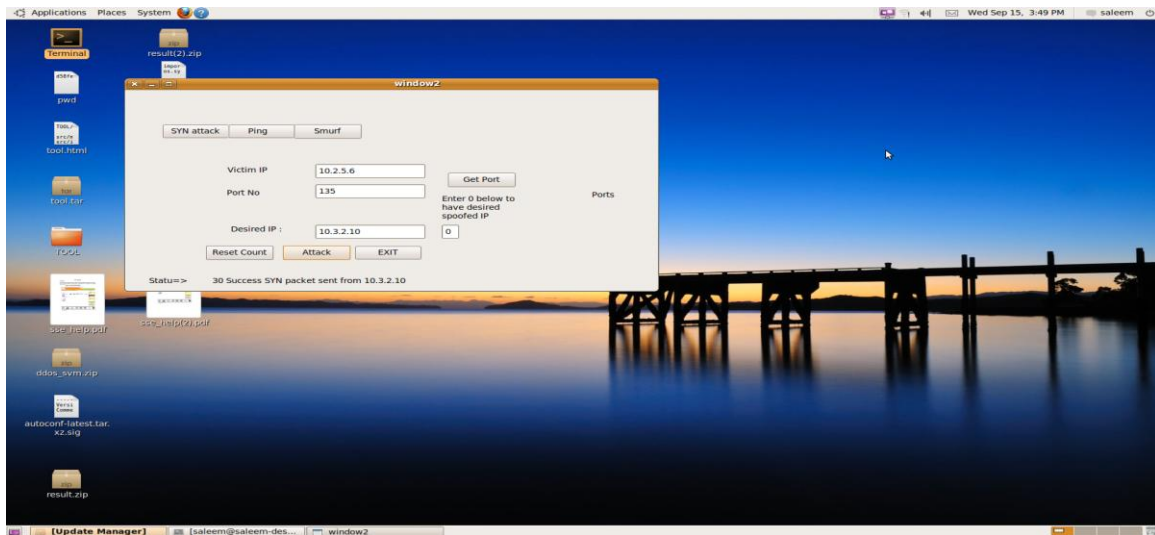 Applications Places System
Wed Sep 15, 3:49 PM saleem
Terminal
result(2).zip
pwd
tool.html
tool.tar
TOOL
sse_help.pdf
sse_help(2).pdf
ddos_svm.zip
autoconf-latest.tar.
xz.sig
result.zip
window2
SYN attack Ping Smurf
Victim IP 10.2.5.6
Get Port
Port No 135
Ports
Enter 0 below to
have desired
spoofed IP
Desired IP : 10.3.2.10 0
Reset Count Attack EXIT
Statu=> 30 Success SYN packet sent from 10.3.2.10
[Update Manager] [saleem@saleem-des... window2